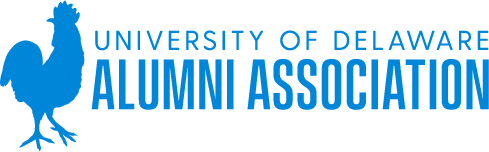 UNIVERSITY OF DELAWARE
ALUMNI ASSOCIATION